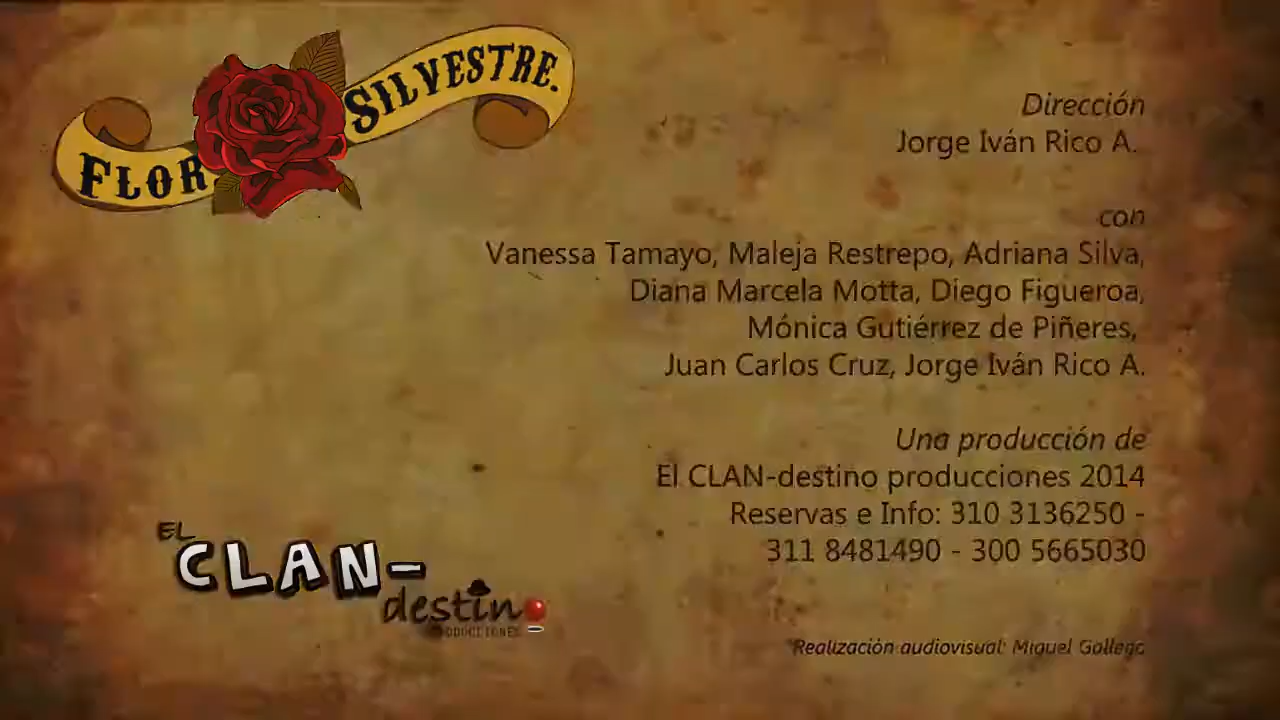 FLOR SILVESTRE.
Dirección
Jorge Iván Rico A.
con
Vanessa Tamayo, Maleja Restrepo, Adriana Silva,
Diana Marcela Motta, Diego Figueroa,
Mónica Gutiérrez de Piñeres,
Juan Carlos Cruz, Jorge Iván Rico A.
Una producción de
El CLAN-destino producciones 2014
Reservas e Info: 310 3136250 -
311 8481490 - 300 5665030
EL
CLAN-
destino
PRODUCCIONES
Realización audiovisual: Miguel Gallego